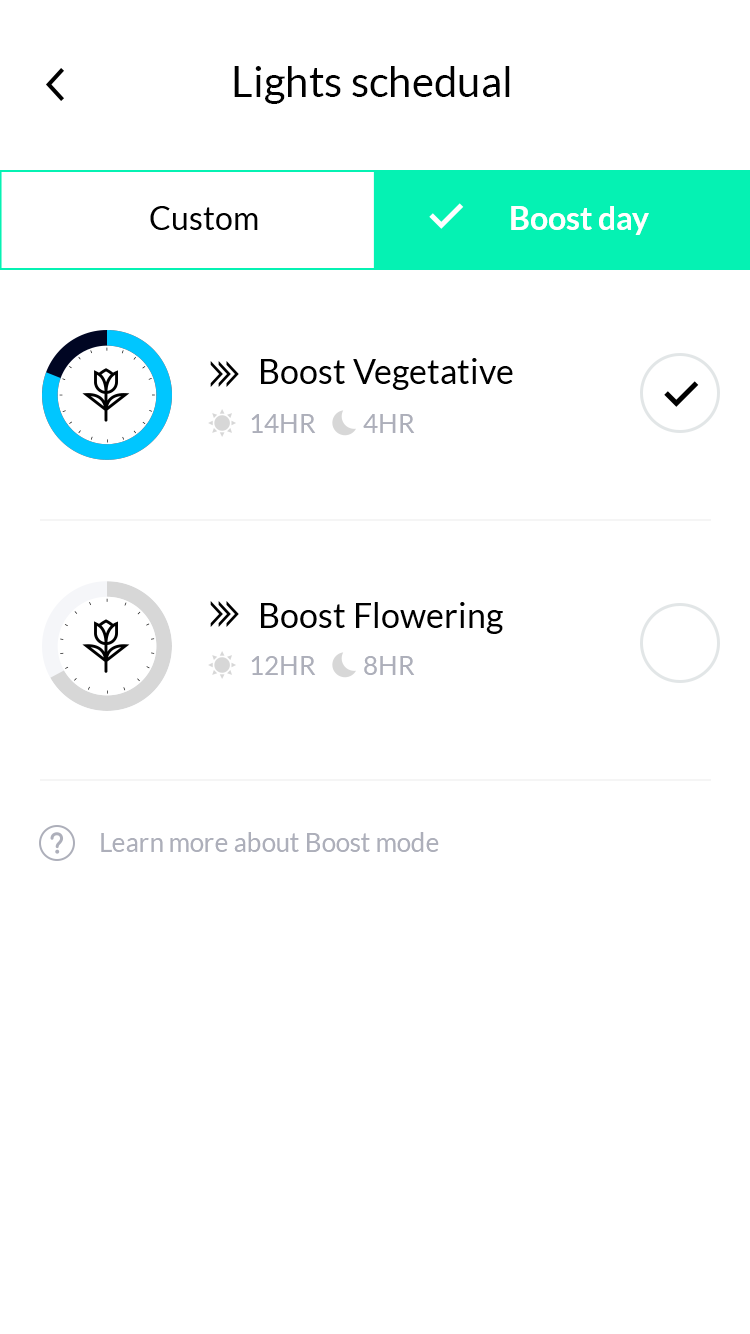 Lights schedual
Custom
Boost day
Boost Vegetative
14HR 4HR
Boost Flowering
12HR 8HR
? Learn more about Boost mode